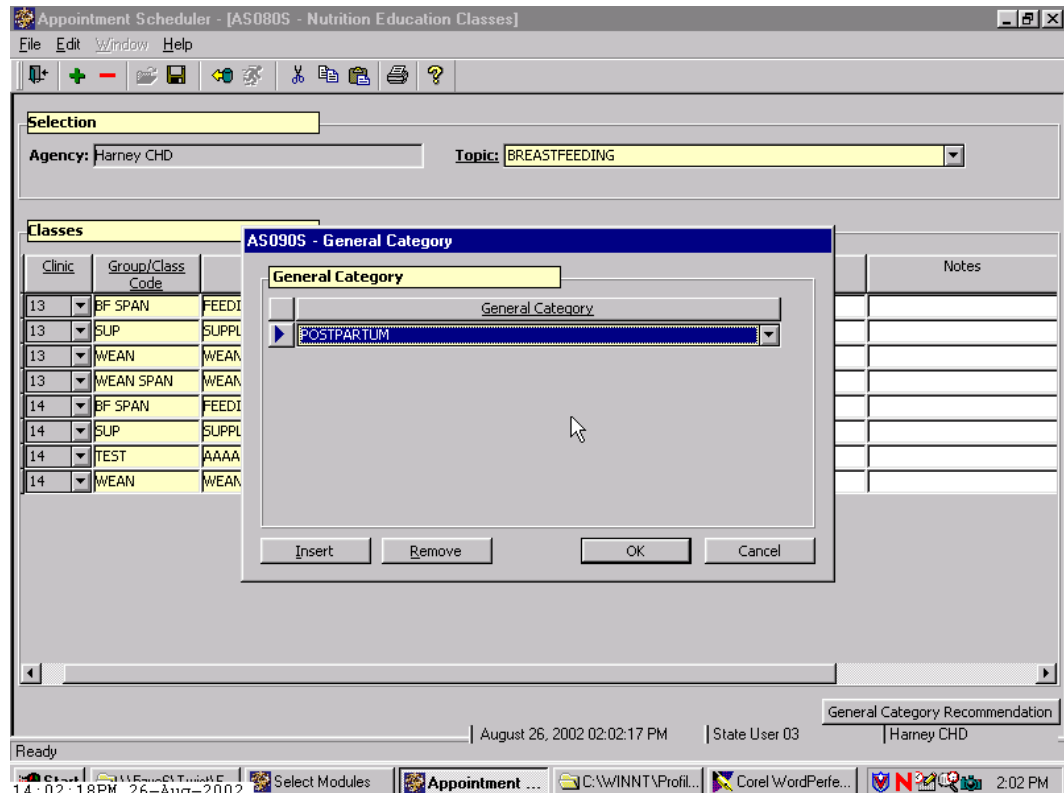 Appointment Scheduler - [AS080S - Nutrition Education Classes]
File Edit Window Help
Selection
Agency: Harney CHD Topic: BREASTFEEDING
Classes
AS090S - General Category
General Category
General Category
POSTPARTUM
Insert Remove OK Cancel
Clinic Group/Class Code Notes
13 BF SPAN FEEDI
13 SUP SUPPL
13 WEAN WEAN
13 WEAN SPAN WEAN
14 BF SPAN FEEDI
14 SUP SUPPL
14 TEST AAAA
14 WEAN WEAN
General Category Recommendation
August 26, 2002 02:02:17 PM State User 03 Harney CHD
Ready
Select Modules Appointment ... C:\WINNT\Profil... Corel WordPerfe... 2:02 PM
14:02:18PM 26-Aug-2002